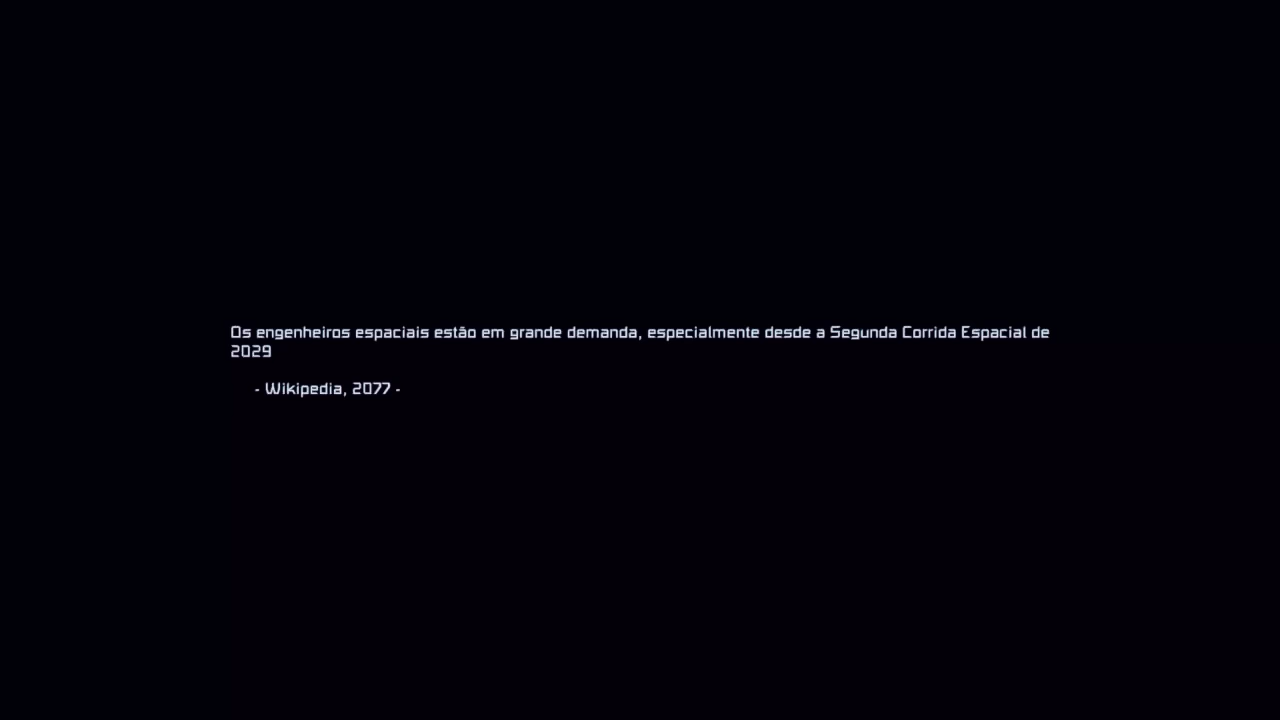 Os engenheiros espaciais estão em grande demanda, especialmente desde a Segunda Corrida Espacial de
2029
- Wikipedia, 2077 -